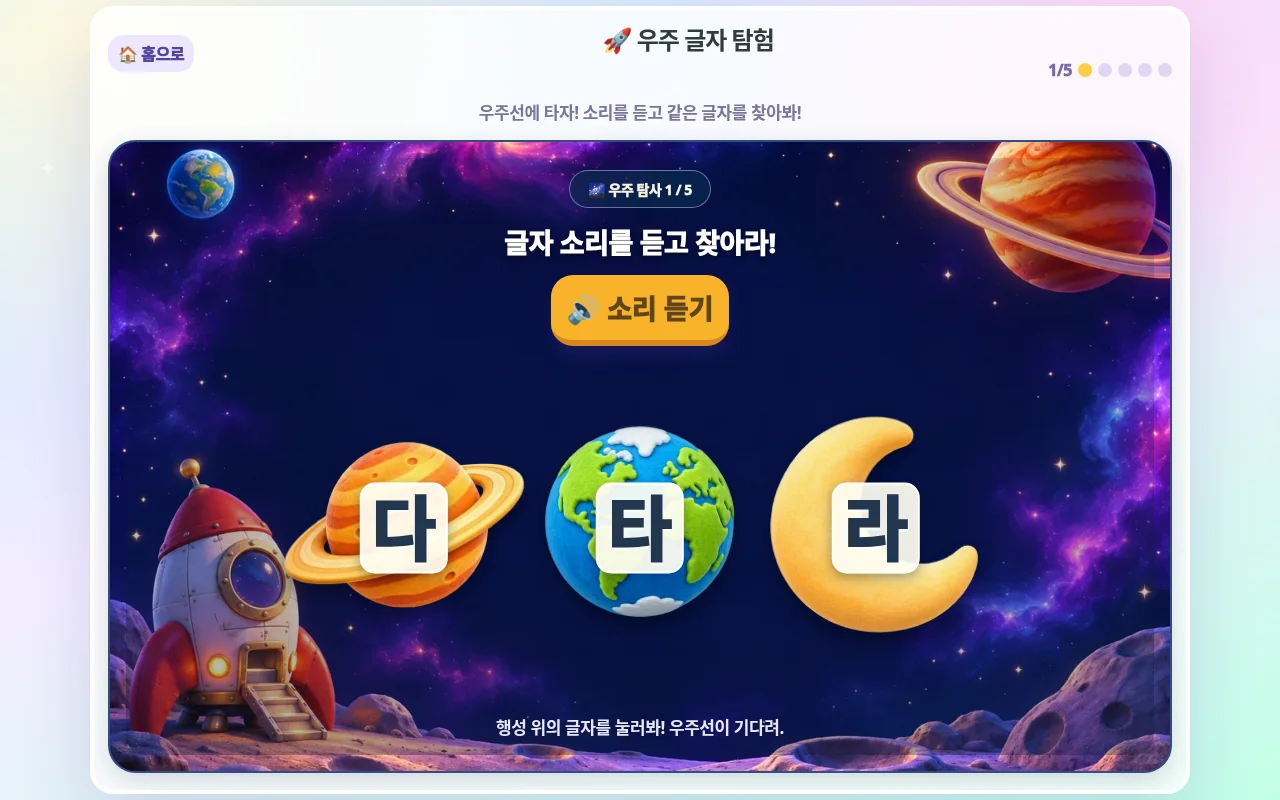 🏠 홈으로
🚀 우주 글자 탐험
1/5
우주선에 타자! 소리를 듣고 같은 글자를 찾아봐!
🌌 우주 탐사 1 / 5
글자 소리를 듣고 찾아라!
🔊 소리 듣기
다 타 라
행성 위의 글자를 눌러봐! 우주선이 기다려.